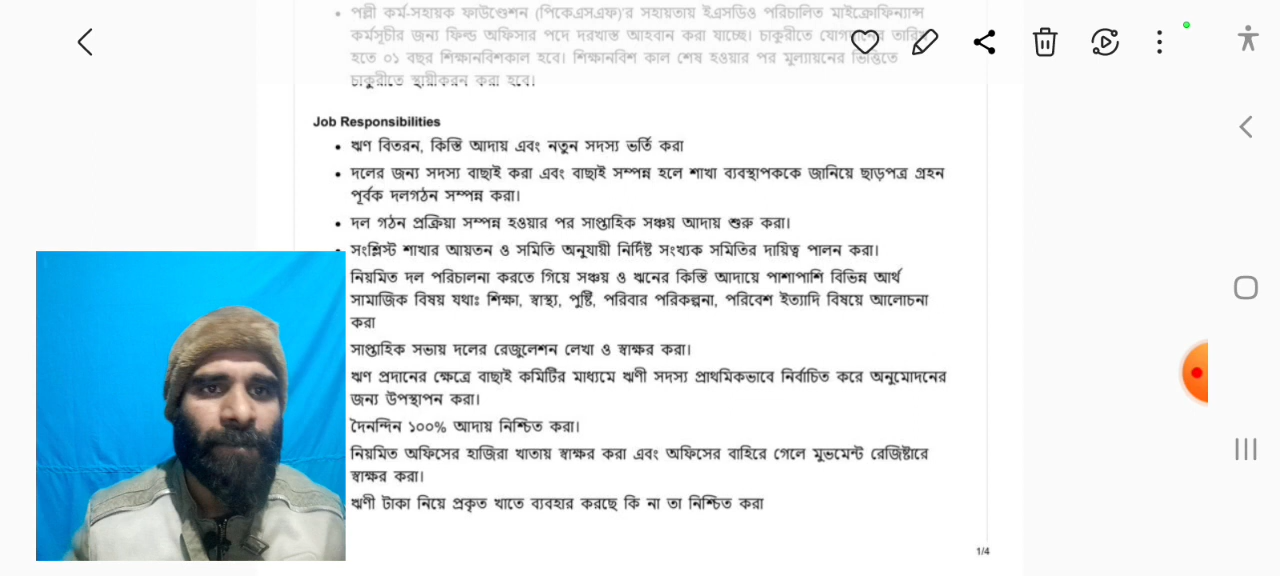 পল্লী কর্ম-সহায়ক ফাউণ্ডেশন (পিকেএসএফ)'র সহায়তায় ইএসডিও পরিচালিত মাইক্রোফিন্যান্স
কর্মসূচীর জন্য ফিল্ড অফিসার পদে দরখাস্ত আহবান করা যাচ্ছে। চাকুরীতে যোগদানের তারিখ
হতে ০১ বছর শিক্ষানবিশকাল হবে। শিক্ষানবিশ কাল শেষ হওয়ার পর মূল্যায়নের ভিত্তিতে
চাকুরীতে স্থায়ীকরন করা হবে।
Job Responsibilities
• ঋণ বিতরন, কিস্তি আদায় এবং নতুন সদস্য ভর্তি করা
• দলের জন্য সদস্য বাছাই করা এবং বাছাই সম্পন্ন হলে শাখা ব্যবস্থাপককে জানিয়ে ছাড়পত্র গ্রহন
পূর্বক দলগঠন সম্পন্ন করা।
• দল গঠন প্রক্রিয়া সম্পন্ন হওয়ার পর সাপ্তাহিক সঞ্চয় আদায় শুরু করা।
সংশ্লিস্ট শাখার আয়তন ও সমিতি অনুযায়ী নির্দিষ্ট সংখ্যক সমিতির দায়িত্ব পালন করা।
নিয়মিত দল পরিচালনা করতে গিয়ে সঞ্চয় ও ঋনের কিস্তি আদায়ে পাশাপাশি বিভিন্ন আর্থ
সামাজিক বিষয় যথাঃ শিক্ষা, স্বাস্থ্য, পুষ্টি, পরিবার পরিকল্পনা, পরিবেশ ইত্যাদি বিষয়ে আলোচনা
করা
সাপ্তাহিক সভায় দলের রেজুলেশন লেখা ও স্বাক্ষর করা।
ঋণ প্রদানের ক্ষেত্রে বাছাই কমিটির মাধ্যমে ঋণী সদস্য প্রাথমিকভাবে নির্বাচিত করে অনুমোদনের
জন্য উপস্থাপন করা।
দৈনন্দিন ১০০% আদায় নিশ্চিত করা।
নিয়মিত অফিসের হাজিরা খাতায় স্বাক্ষর করা এবং অফিসের বাহিরে গেলে মুভমেন্ট রেজিষ্টারে
স্বাক্ষর করা।
ঋণী টাকা নিয়ে প্রকৃত খাতে ব্যবহার করছে কি না তা নিশ্চিত করা
1/4